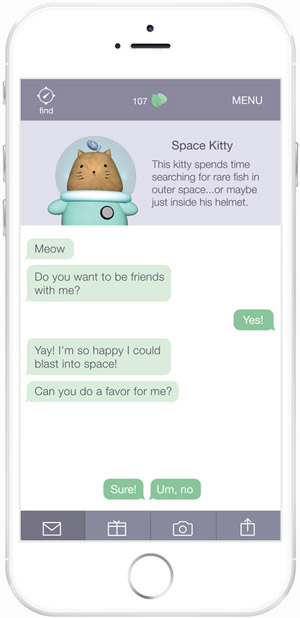 107
MENU
find
Space Kitty
This kitty spends time
searching for rare fish in
outer space...or maybe
just inside his helmet.
Meow
Do you want to be friends
with me?
Yes!
Yay! I'm so happy I could
blast into space!
Can you do a favor for me?
Sure!
Um, no